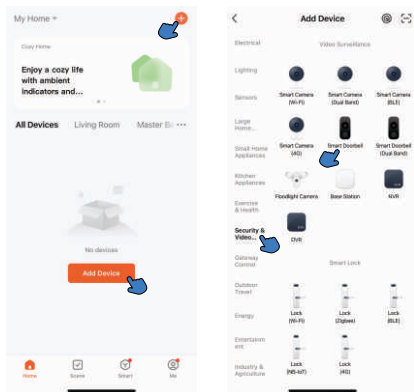 My Home
Cozy Home
Enjoy a cozy life
with ambient
indicators and...
All Devices Living Room Master B
No devices
Add Device
Home Scene Smart Me
Add Device
Electrical
Lighting
Sensors
Large
Home...
Small Home
Appliances
Kitchen
Appliances
Exercise
& Health
Security &
Video...
Gateway
Control
Outdoor
Travel
Energy
Entertainm
ent
Industry &
Agriculture
Video Surveillance
Smart Camera
(Wi-Fi)
Smart Camera
(Dual Band)
Smart Camera
(BLE)
Smart Camera
(4G)
Smart Doorbell
Smart Doorbell
(Dual Band)
Floodlight Camera
Base Station
NVR
DVR
Smart Lock
Lock
(Wi-Fi)
Lock
(Zigbee)
Lock
(BLE)
Lock
(NB-IoT)
Lock
(4G)